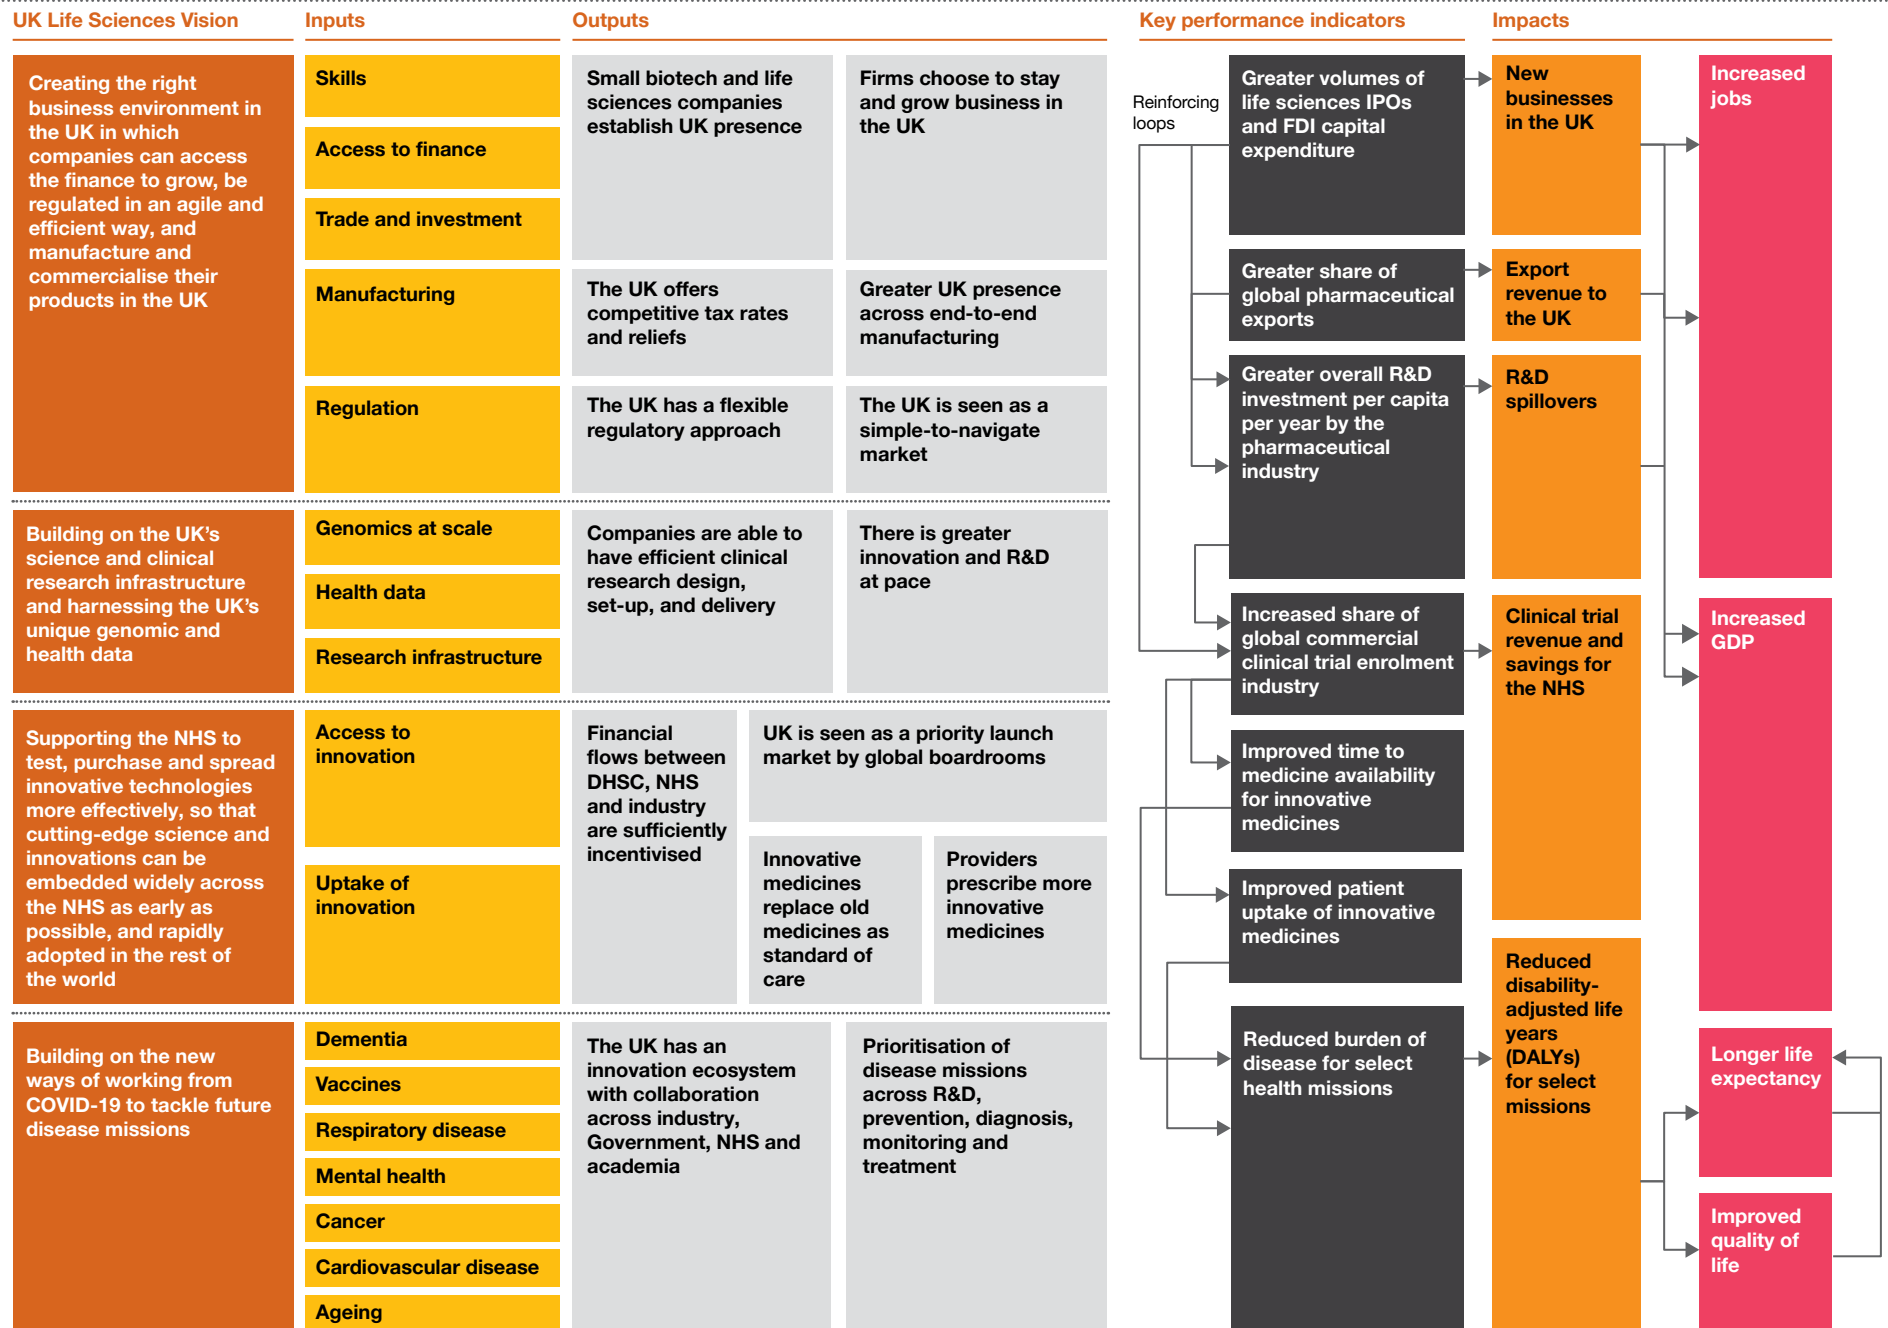 UK Life Sciences Vision
Inputs
Outputs
Key performance indicators
Impacts
Creating the right
business environment in
the UK in which
companies can access
the finance to grow, be
regulated in an agile and
efficient way, and
manufacture and
commercialise their
products in the UK
Skills
Access to finance
Trade and investment
Manufacturing
Regulation
Small biotech and life
sciences companies
establish UK presence
Firms choose to stay
and grow business in
the UK
The UK offers
competitive tax rates
and reliefs
Greater UK presence
across end-to-end
manufacturing
The UK has a flexible
regulatory approach
The UK is seen as a
simple-to-navigate
market
Building on the UK's
science and clinical
research infrastructure
and harnessing the UK's
unique genomic and
health data
Genomics at scale
Health data
Research infrastructure
Companies are able to
have efficient clinical
research design,
set-up, and delivery
There is greater
innovation and R&D
at pace
Supporting the NHS to
test, purchase and spread
innovative technologies
more effectively, so that
cutting-edge science and
innovations can be
embedded widely across
the NHS as early as
possible, and rapidly
adopted in the rest of
the world
Access to
innovation
Uptake of
innovation
Financial
flows between
DHSC, NHS
and industry
are sufficiently
incentivised
UK is seen as a priority launch
market by global boardrooms
Innovative
medicines
replace old
medicines as
standard of
care
Providers
prescribe more
innovative
medicines
Building on the new
ways of working from
COVID-19 to tackle future
disease missions
Dementia
Vaccines
Respiratory disease
Mental health
Cancer
Cardiovascular disease
Ageing
The UK has an
innovation ecosystem
with collaboration
across industry,
Government, NHS and
academia
Prioritisation of
disease missions
across R&D,
prevention, diagnosis,
monitoring and
treatment
Reinforcing
loops
Greater volumes of
life sciences IPOs
and FDI capital
expenditure
Greater share of
global pharmaceutical
exports
Greater overall R&D
investment per capita
per year by the
pharmaceutical
industry
Increased share of
global commercial
clinical trial enrolment
industry
Improved time to
medicine availability
for innovative
medicines
Improved patient
uptake of innovative
medicines
Reduced burden of
disease for select
health missions
New
businesses
in the UK
Export
revenue to
the UK
R&D
spillovers
Clinical trial
revenue and
savings for
the NHS
Reduced
disability-
adjusted life
years
(DALYs)
for select
missions
Increased
jobs
Increased
GDP
Longer life
expectancy
Improved
quality of
life